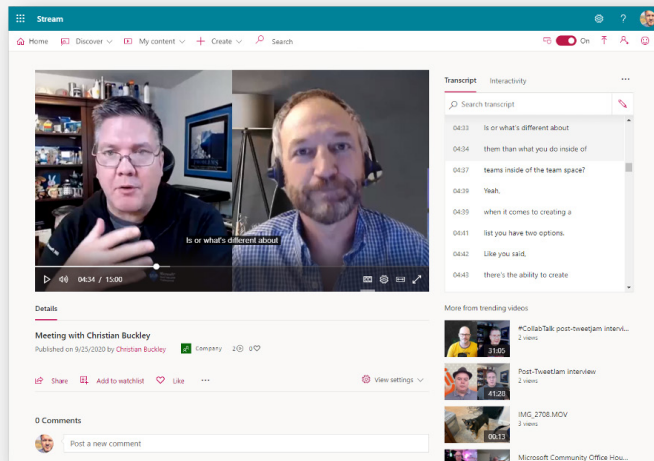 Stream
?
Home
Discover
My content
Create
Search
On
Is or what's different about
04:34 / 15:00
CC
Transcript
Interactivity
Search transcript
04:33 Is or what's different about
04:34 them than what you do inside of
04:37 teams inside of the team space?
04:39 Yeah,
04:39 when it comes to creating a
04:41 list you have two options.
04:42 Like you said,
04:43 there's the ability to create
Details
Meeting with Christian Buckley
Published on 9/25/2020 by Christian Buckley
Company
2
0
Share
Add to watchlist
Like
View settings
0 Comments
Post a new comment
More from trending videos
31:05
#CollabTalk post-tweetjam intervi...
2 views
41:28
Post-TweetJam interview
2 views
00:13
IMG_2708.MOV
3 views
Microsoft Community Office Hou...